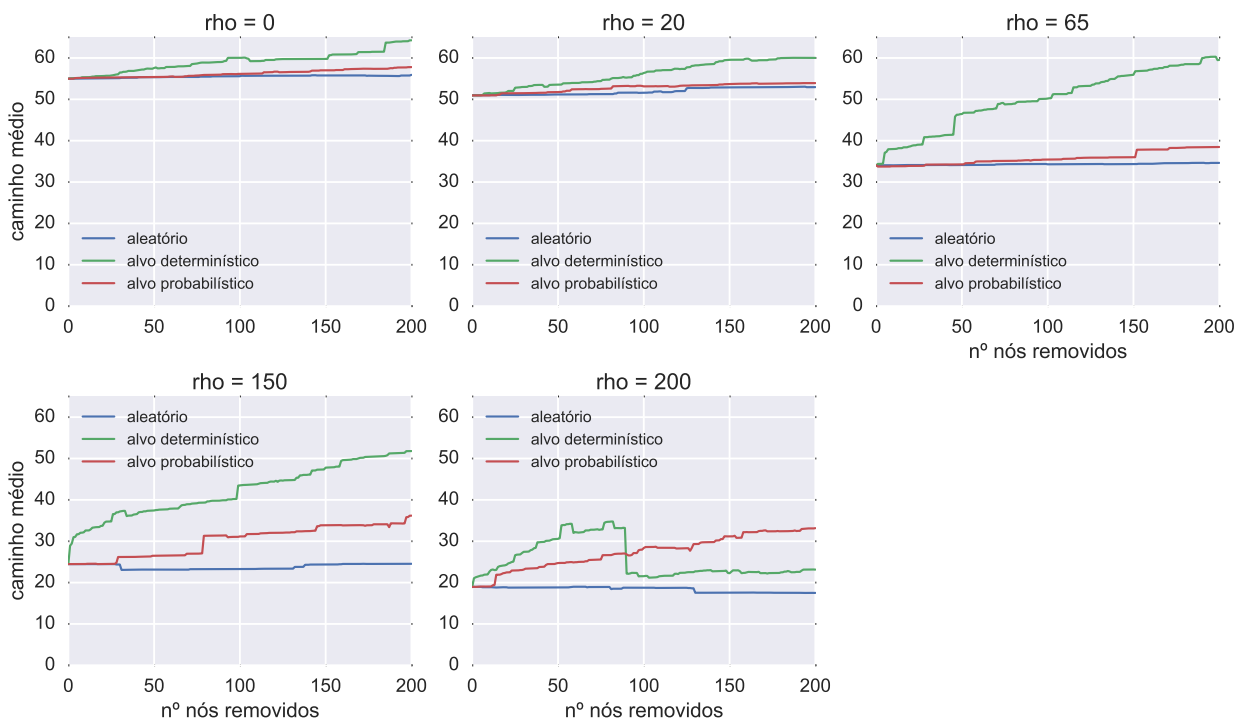 rho = 0
60
50
40
30
20
10
0
caminho médio
aleatório
alvo determinístico
alvo probabilístico
0 50 100 150 200
rho = 20
60
50
40
30
20
10
0
aleatório
alvo determinístico
alvo probabilístico
0 50 100 150 200
rho = 65
60
50
40
30
20
10
0
aleatório
alvo determinístico
alvo probabilístico
0 50 100 150 200
nº nós removidos
rho = 150
60
50
40
30
20
10
0
caminho médio
aleatório
alvo determinístico
alvo probabilístico
0 50 100 150 200
nº nós removidos
rho = 200
60
50
40
30
20
10
0
aleatório
alvo determinístico
alvo probabilístico
0 50 100 150 200
nº nós removidos